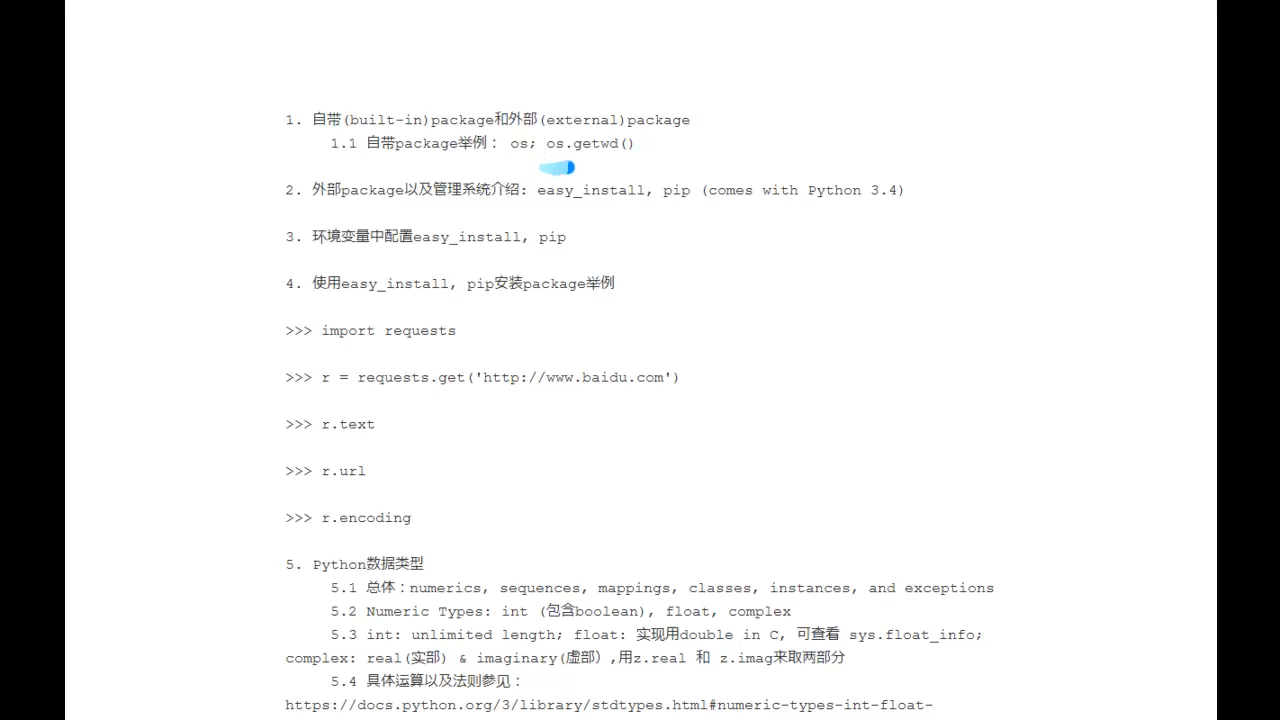 1. 自带(built-in)package和外部(external)package
1.1 自带package举例： os; os.getwd()
2. 外部package以及管理系统介绍: easy_install, pip (comes with Python 3.4)
3. 环境变量中配置easy_install, pip
4. 使用easy_install, pip安装package举例
>>> import requests
>>> r = requests.get('http://www.baidu.com')
>>> r.text
>>> r.url
>>> r.encoding
5. Python数据类型
5.1 总体：numerics, sequences, mappings, classes, instances, and exceptions
5.2 Numeric Types: int (包含boolean), float, complex
5.3 int: unlimited length; float: 实现用double in C, 可查看 sys.float_info;
complex: real(实部) & imaginary(虚部）,用z.real 和 z.imag来取两部分
5.4 具体运算以及法则参见：
https://docs.python.org/3/library/stdtypes.html#numeric-types-int-float-